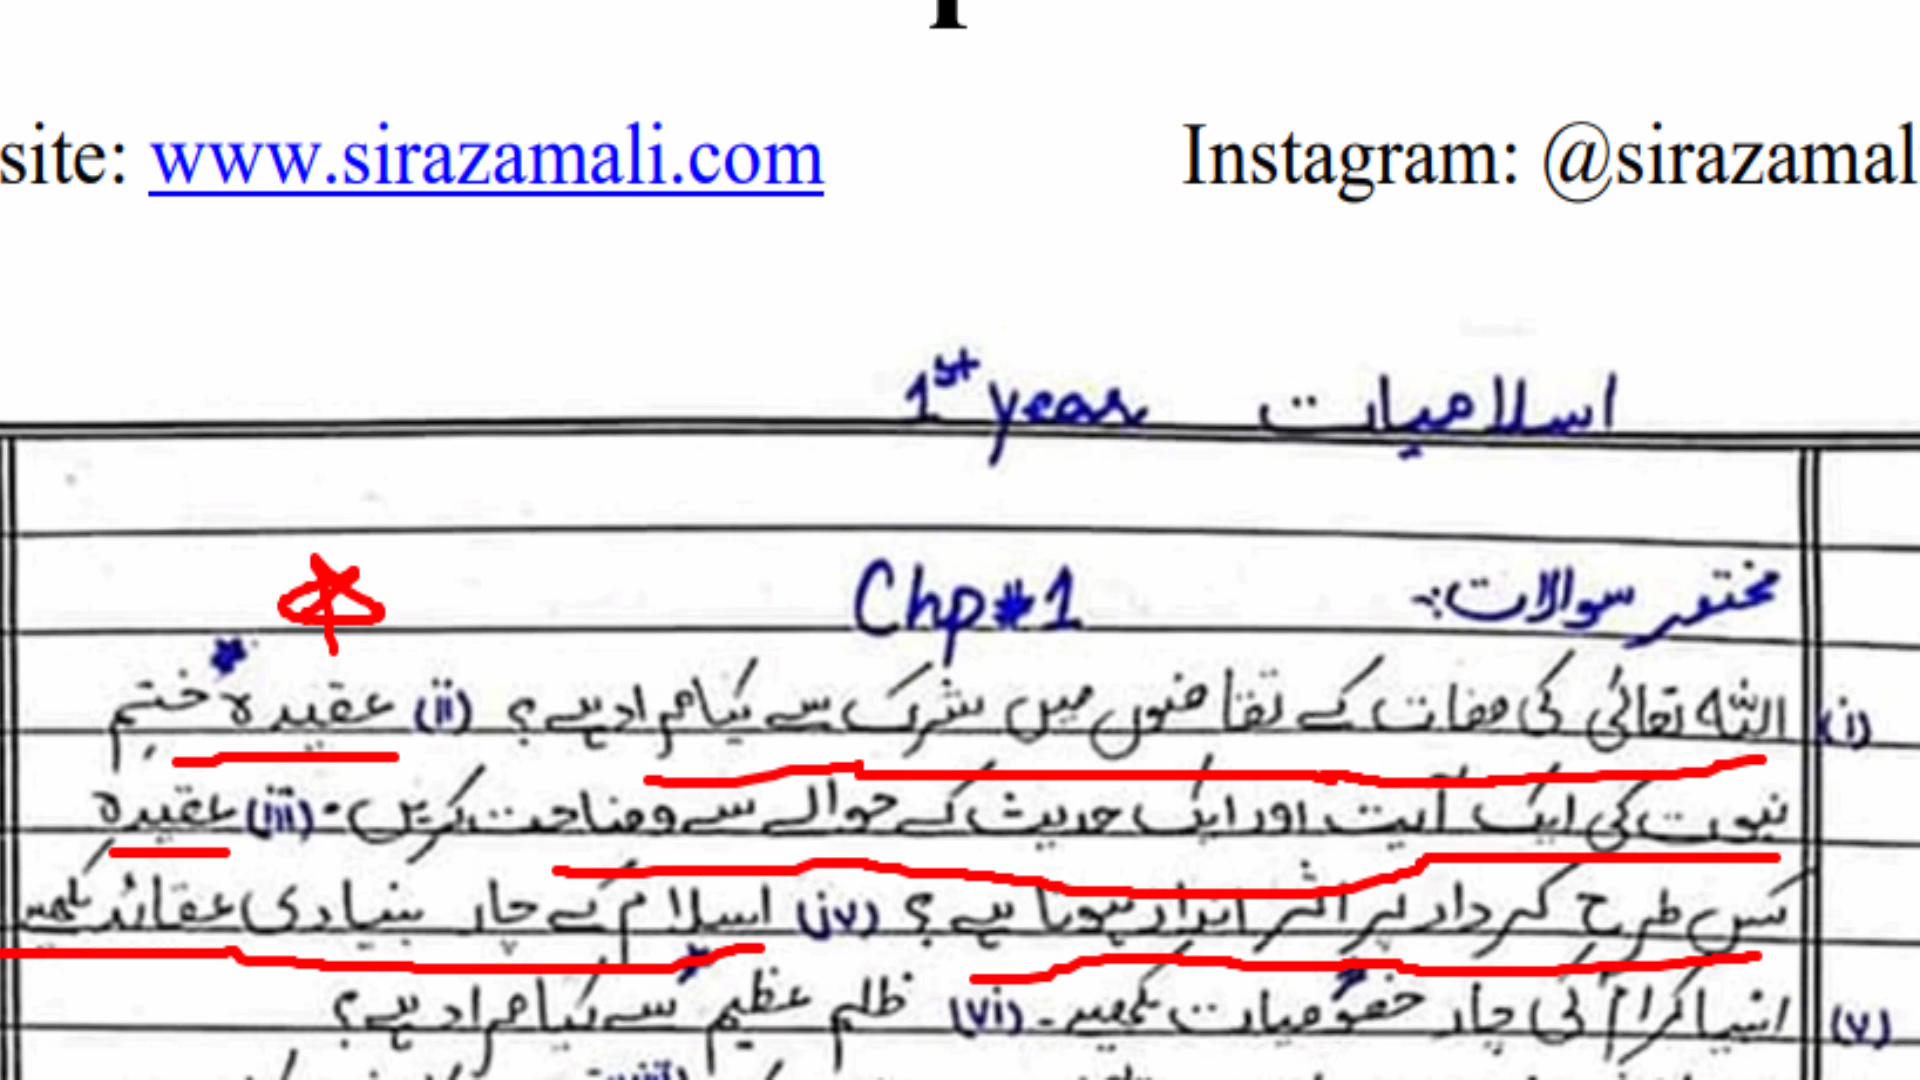 site: www.sirazamali.com Instagram: @sirazamal
اسلامیات 1st year
مختصر سوالات:- Chp#1
(i) اللہ تعالیٰ کی صفات کے تقاضوں میں شرک سے کیا مراد ہے؟ (ii) عقیدہ ختم
نبوت کی ایک آیت اور ایک حدیث کے حوالے سے وضاحت کریں۔ (iii) عقیدہ
کس طرح کردار پر اثر انداز ہوتا ہے؟ (iv) اسلام کے چار بنیادی عقائد لکھیں
(v) انبیا کرامؑ کی چار خصوصیات لکھیں۔ (vi) ظلم عظیم سے کیا مراد ہے؟